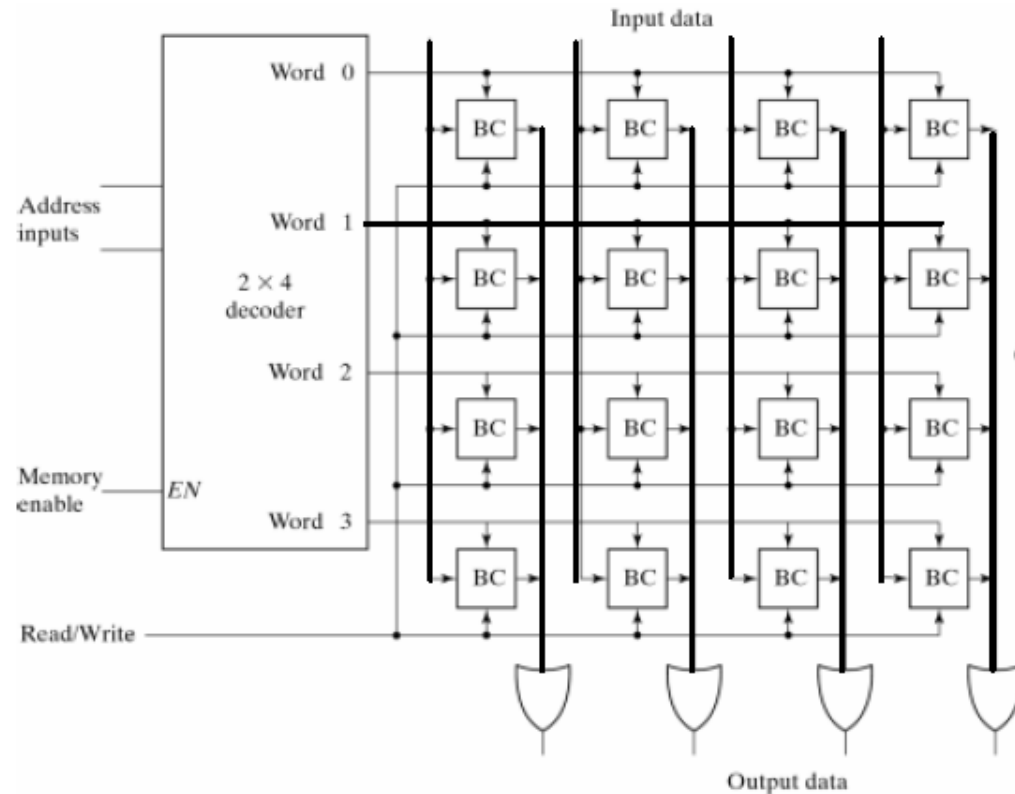 Input data
Word 0
BC BC BC BC
Address
inputs
Word 1
BC BC BC BC
2 × 4
decoder
Word 2
BC BC BC BC
Memory
enable
EN
Word 3
BC BC BC BC
Read/Write
Output data